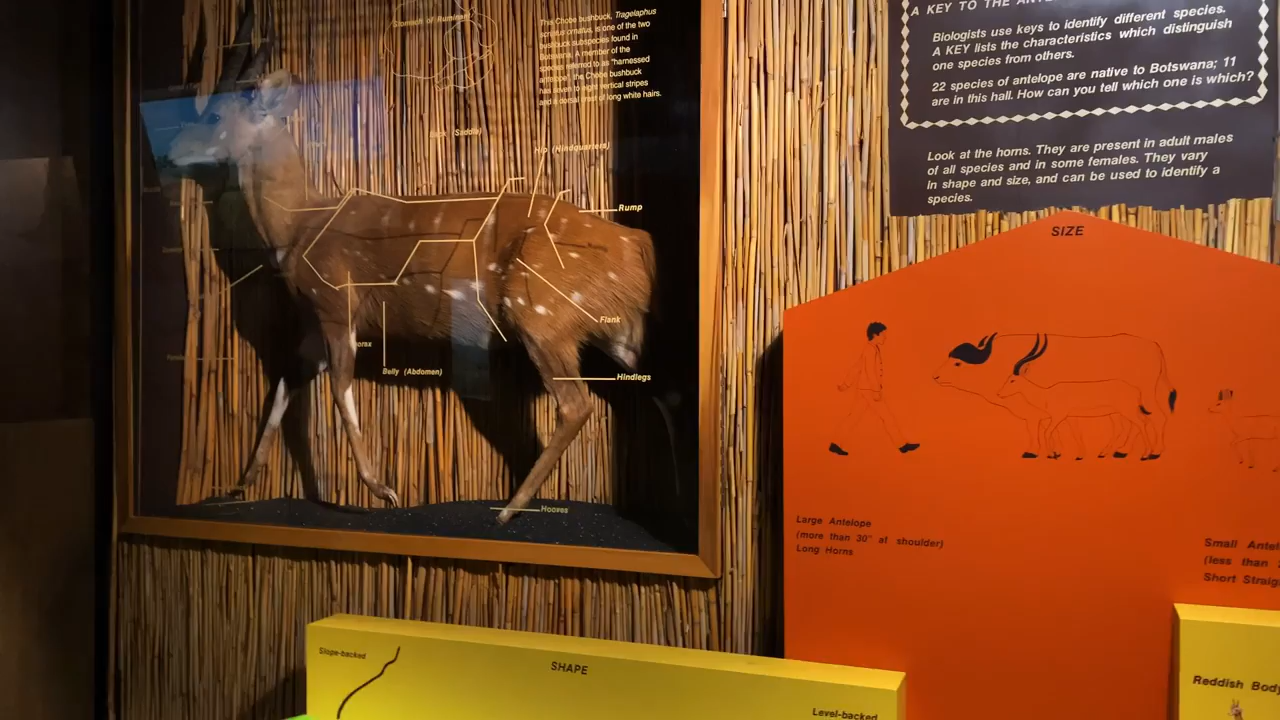 Stomach of Ruminant
This Chobe bushbuck, Tragelaphus
scriptus ornatus, is one of the two
bushbuck subspecies found in
Botswana. A member of the
species referred to as "harnessed
antelope", the Chobe bushbuck
has seven to eight vertical stripes
and a dorsal crest of long white hairs.
Back (Saddle)
Hip (Hindquarters)
Rump
Flank
Belly (Abdomen)
Hindlegs
Hooves
A KEY TO THE
Biologists use keys to identify different species.
A KEY lists the characteristics which distinguish
one species from others.
22 species of antelope are native to Botswana; 11
are in this hall. How can you tell which one is which?
Look at the horns. They are present in adult males
of all species and in some females. They vary
in shape and size, and can be used to identify a
species.
SIZE
Large Antelope
(more than 30" at shoulder)
Long Horns
Small
(less than
Short
SHAPE
Slope-backed
Level-backed
Reddish